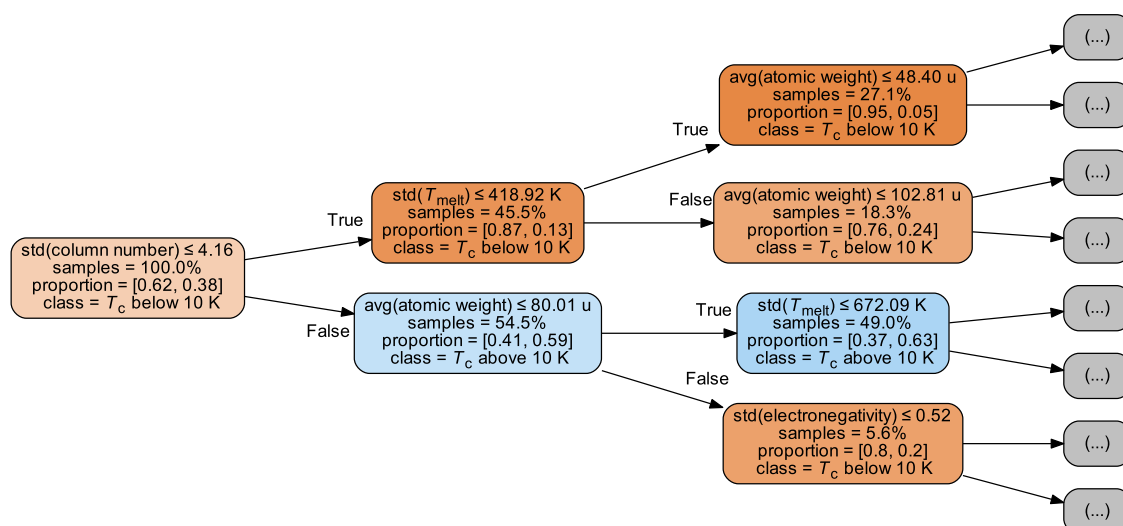 std(column number) ≤ 4.16
samples = 100.0%
proportion = [0.62, 0.38]
class = Tc below 10 K
True
False
std(Tmelt) ≤ 418.92 K
samples = 45.5%
proportion = [0.87, 0.13]
class = Tc below 10 K
avg(atomic weight) ≤ 80.01 u
samples = 54.5%
proportion = [0.41, 0.59]
class = Tc above 10 K
True
False
True
False
avg(atomic weight) ≤ 48.40 u
samples = 27.1%
proportion = [0.95, 0.05]
class = Tc below 10 K
avg(atomic weight) ≤ 102.81 u
samples = 18.3%
proportion = [0.76, 0.24]
class = Tc below 10 K
std(Tmelt) ≤ 672.09 K
samples = 49.0%
proportion = [0.37, 0.63]
class = Tc above 10 K
std(electronegativity) ≤ 0.52
samples = 5.6%
proportion = [0.8, 0.2]
class = Tc below 10 K
(...)
(...)
(...)
(...)
(...)
(...)
(...)
(...)